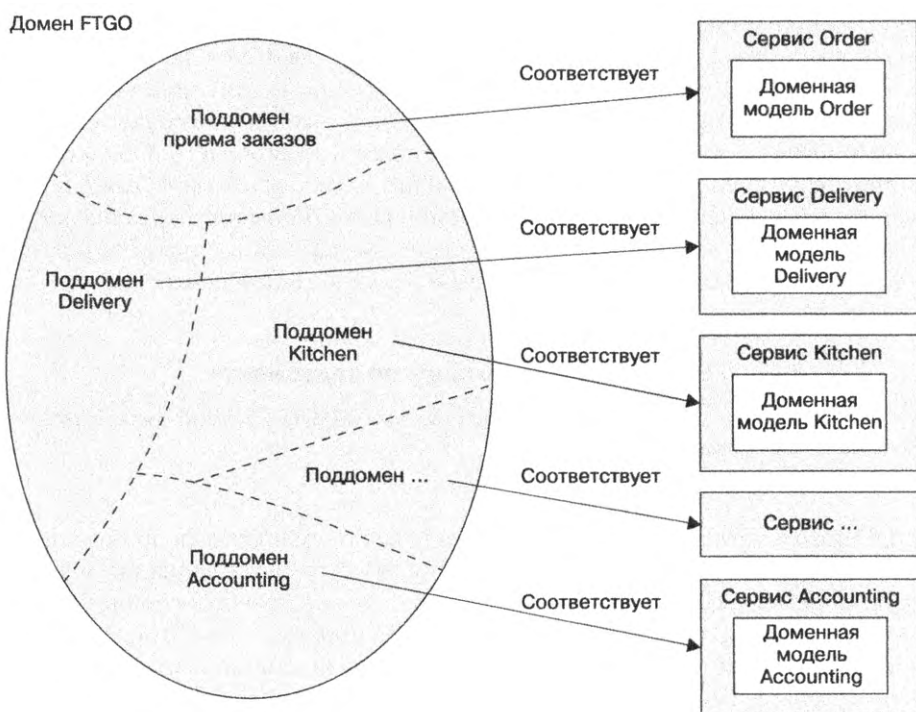 Домен FTGO
Поддомен
приема заказов
Соответствует
Сервис Order
Доменная
модель Order
Поддомен
Delivery
Соответствует
Сервис Delivery
Доменная
модель
Delivery
Поддомен
Kitchen
Соответствует
Сервис Kitchen
Доменная
модель Kitchen
Поддомен ...
Соответствует
Сервис ...
Поддомен
Accounting
Соответствует
Сервис Accounting
Доменная
модель
Accounting